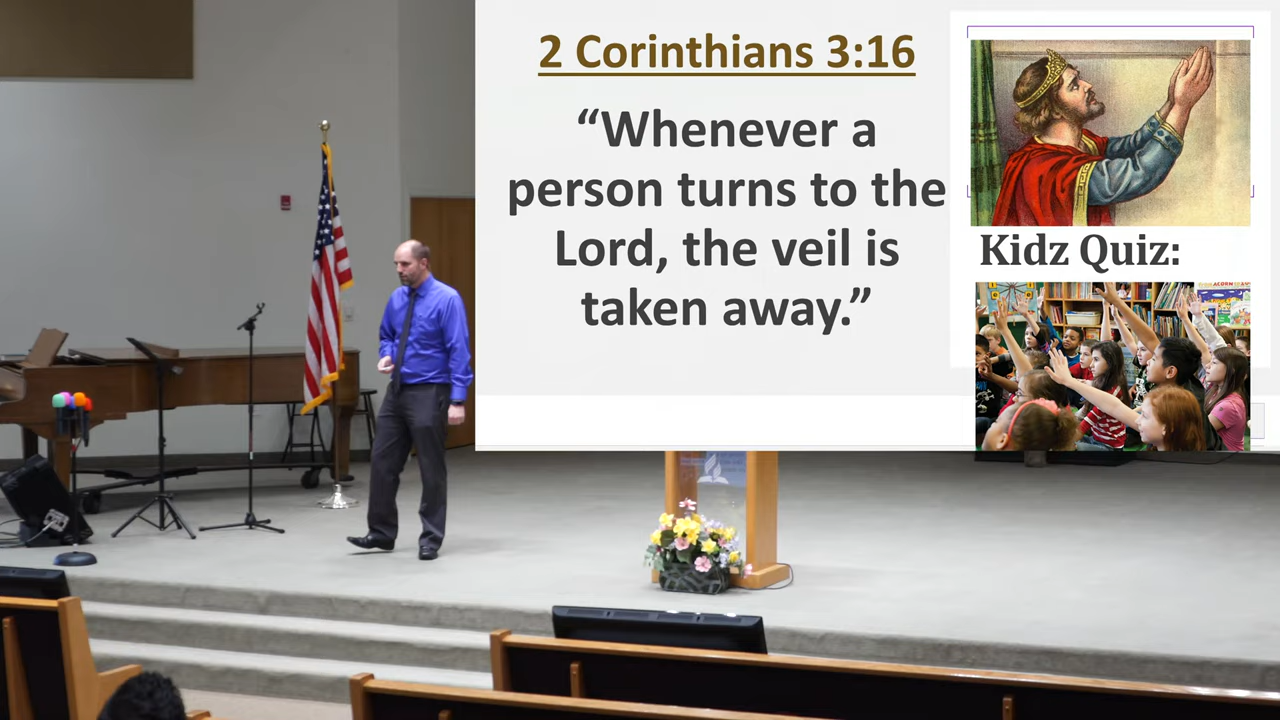 2 Corinthians 3:16
“Whenever a
person turns to the
Lord, the veil is
taken away.”
Kidz Quiz: